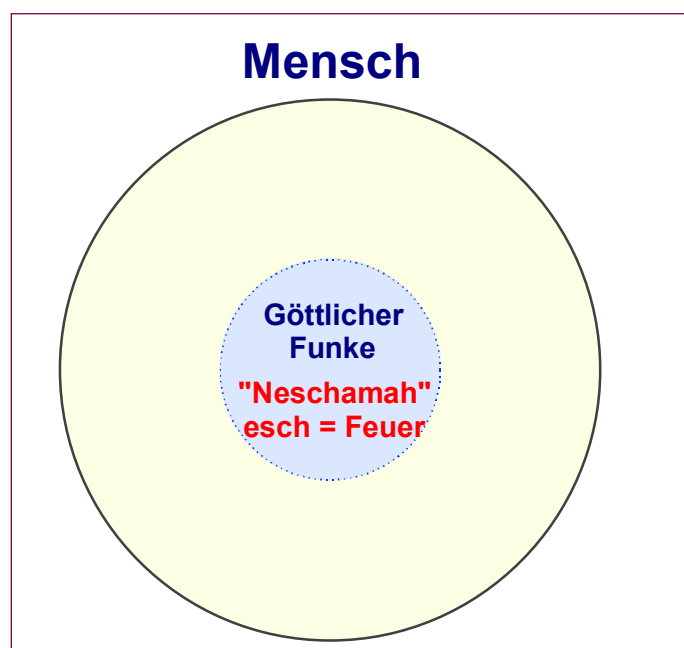 Mensch
Göttlicher
Funke
"Neschamah"
esch = Feuer